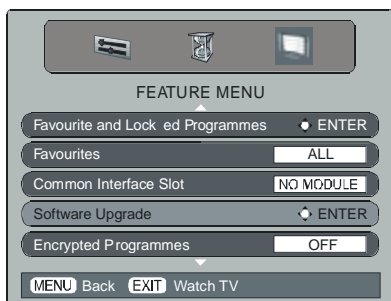 FEATURE MENU
Favourite and Lock ed Programmes ENTER
Favourites ALL
Common Interface Slot NO MODULE
Software Upgrade ENTER
Encrypted Programmes OFF
MENU Back EXIT Watch TV